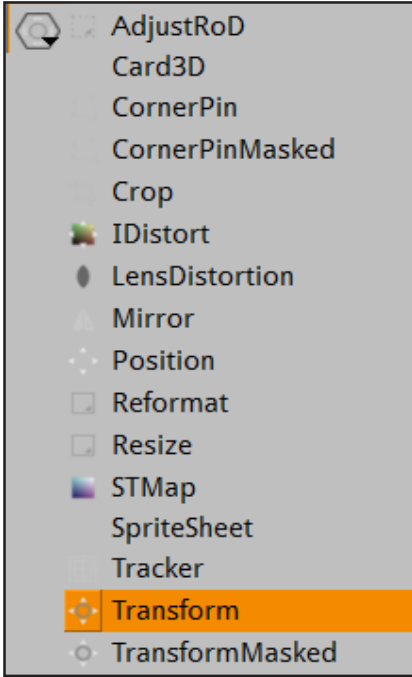 AdjustRoD
Card3D
CornerPin
CornerPinMasked
Crop
IDistort
LensDistortion
Mirror
Position
Reformat
Resize
STMap
SpriteSheet
Tracker
Transform
TransformMasked